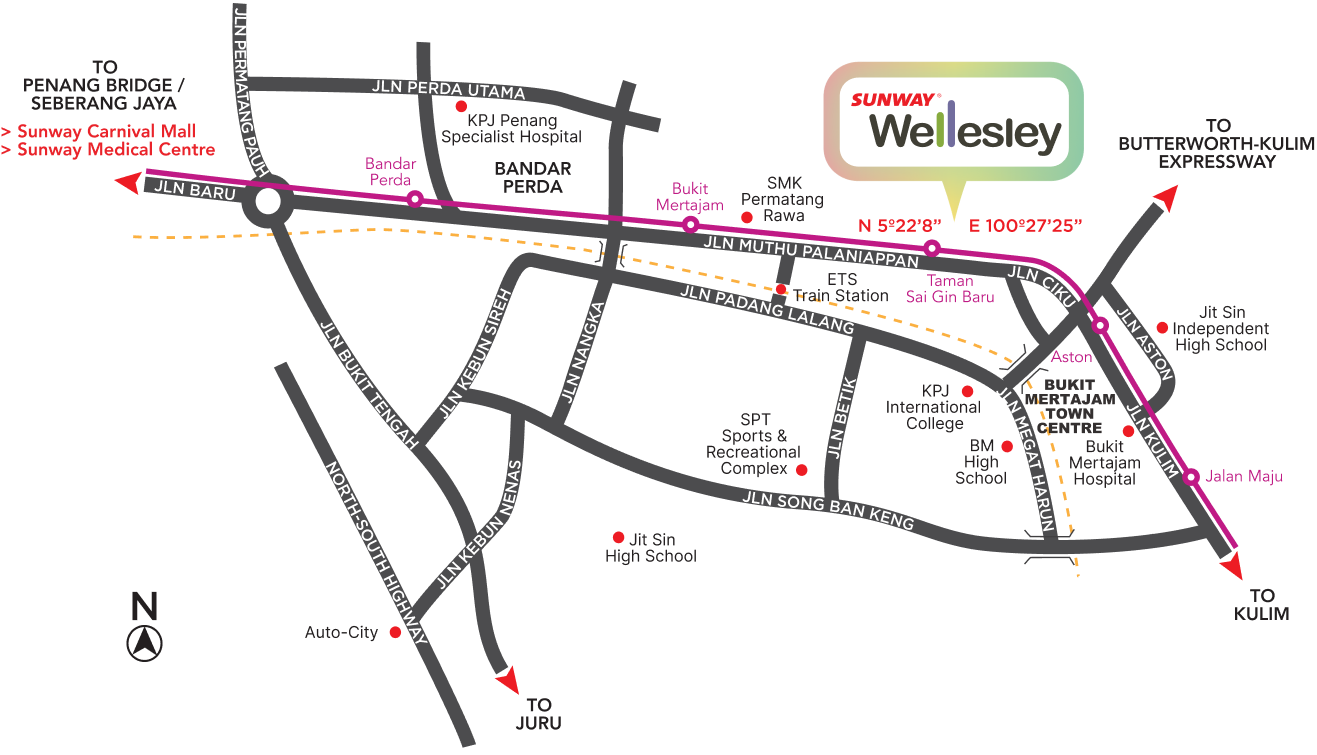 JLN PERMATANG PAUH
TO
PENANG BRIDGE /
SEBERANG JAYA
> Sunway Carnival Mall
> Sunway Medical Centre
JLN BARU
JLN PERDA UTAMA
KPJ Penang
Specialist Hospital
BANDAR
PERDA
Bandar
Perda
Bukit
Mertajam
SMK
Permatang
Rawa
SUNWAY®
Wellesley
N 5º22'8” E 100º27'25”
TO
BUTTERWORTH-KULIM
EXPRESSWAY
JLN MUTHU PALANIAPPAN
Taman
Sai Gin Baru
JLN CIKU
ETS
Train Station
JLN PADANG LALANG
JLN KEBUN SIREH
JLN NANGKA
JLN BUKIT TENGAH
JLN BETIK
JLN ASTON
Jit Sin
Independent
High School
Aston
KPJ
International
College
BUKIT
MERTAJAM
TOWN
CENTRE
JLN MEGAT HARUN
JLN KULIM
SPT
Sports &
Recreational
Complex
BM
High
School
Bukit
Mertajam
Hospital
Jalan Maju
JLN SONG BAN KENG
NORTH-SOUTH HIGHWAY
JLN KEBUN NENAS
Jit Sin
High School
N
Auto-City
TO
JURU
TO
KULIM